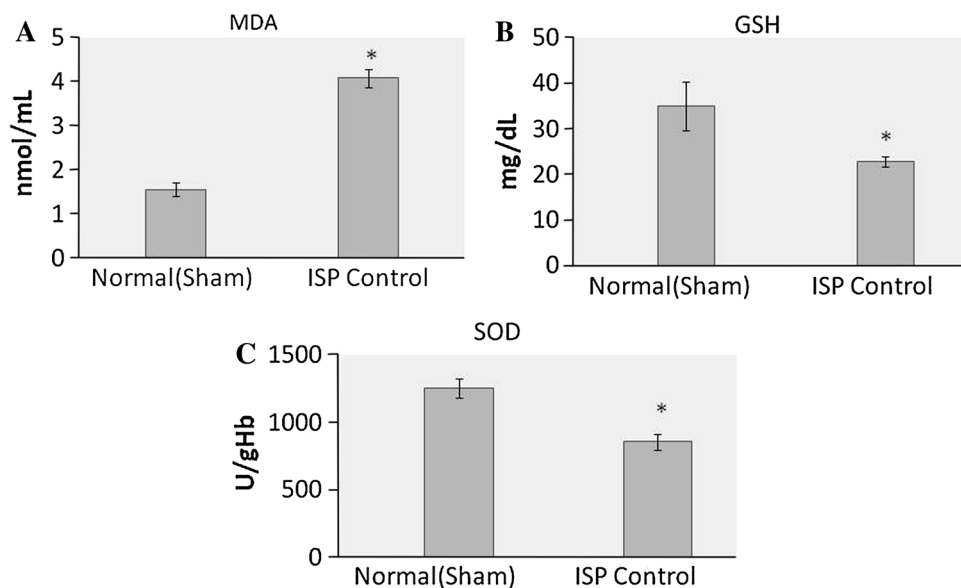 A
MDA
5
4
3
2
1
0
nmol/mL
*
Normal(Sham)
ISP Control
B
GSH
50
40
30
20
10
0
mg/dL
*
Normal(Sham)
ISP Control
C
SOD
1500
1000
500
0
U/gHb
*
Normal(Sham)
ISP Control